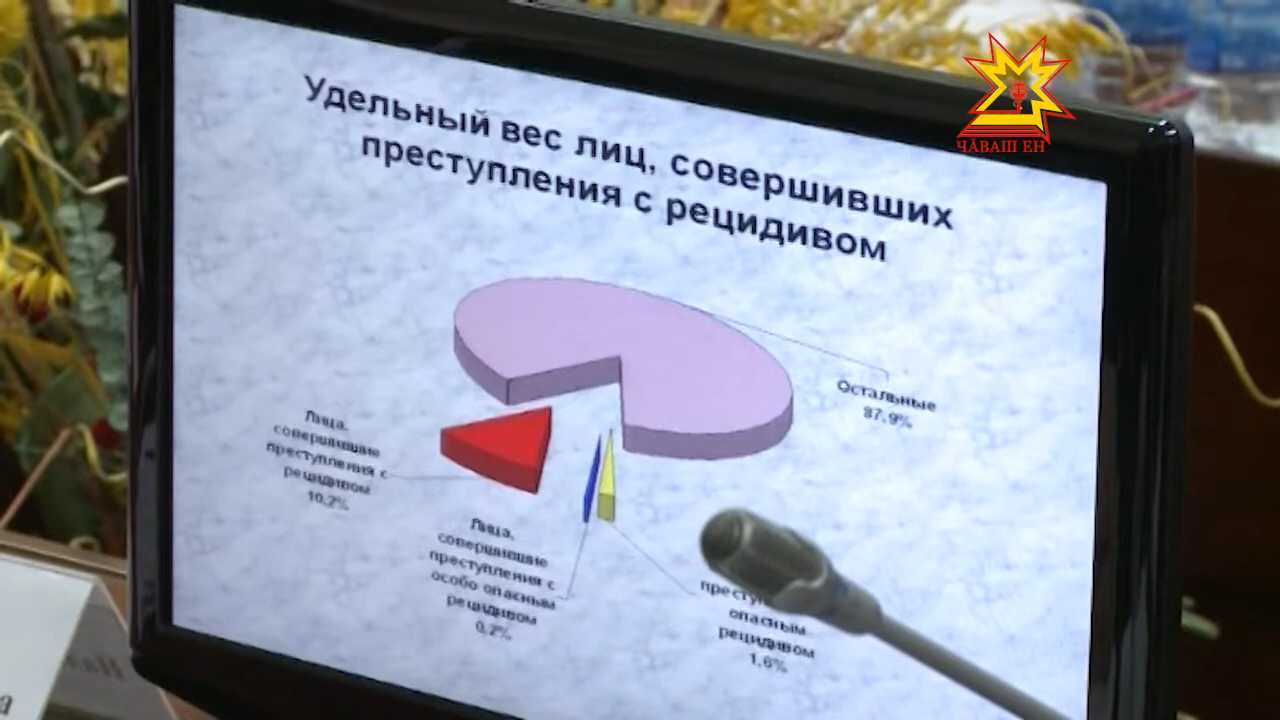 ЧӐВАШ ЕН
Удельный вес лиц, совершивших
преступления с рецидивом
Остальные
87,9%
Лица,
совершившие
преступления с
рецидивом
10,2%
Лица,
совершившие
преступления с
особо опасным
рецидивом
0,2%
опасным
рецидивом
1,6%